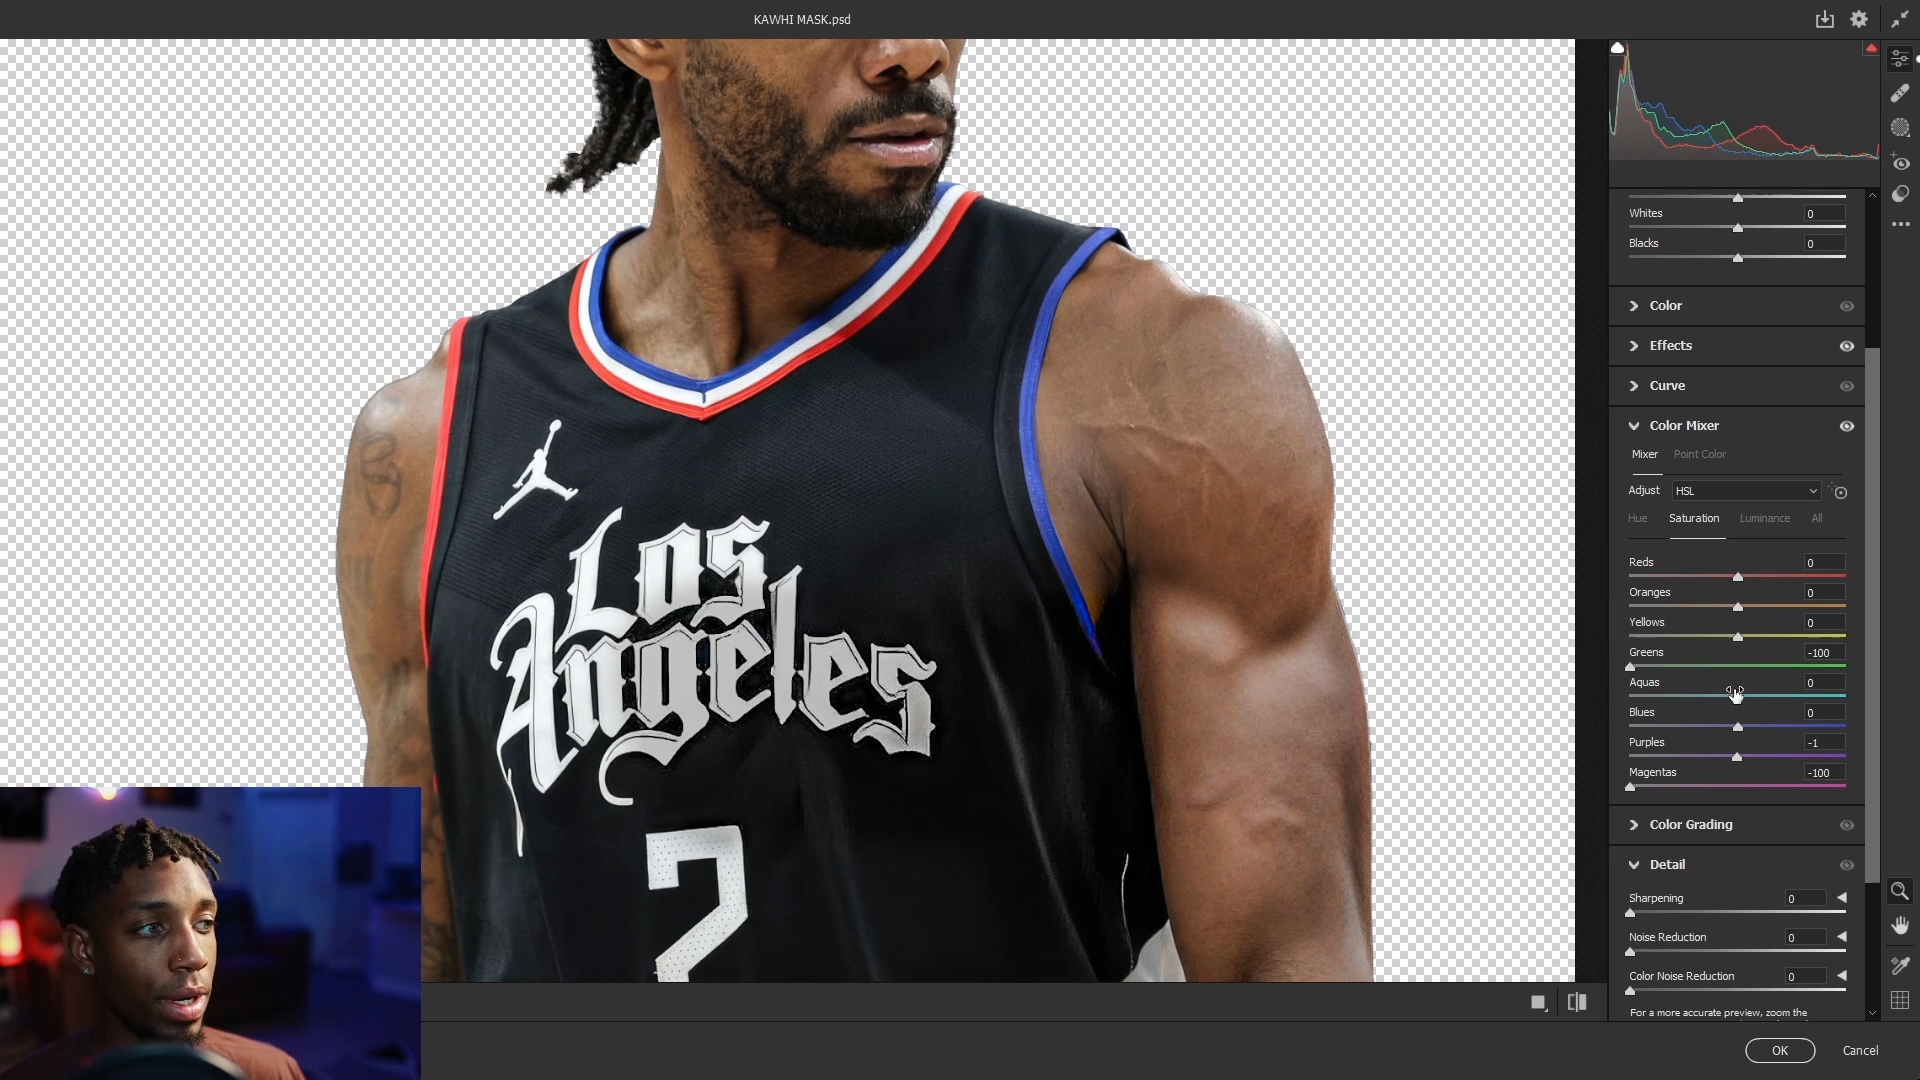 KAWHI MASK.psd
Whites 0
Blacks 0
Color
Effects
Curve
Color Mixer
Mixer Point Color
Adjust HSL
Hue Saturation Luminance All
Reds 0
Oranges 0
Yellows 0
Greens -100
Aquas 0
Blues 0
Purples -1
Magentas -100
Color Grading
Detail
Sharpening 0
Noise Reduction 0
Color Noise Reduction 0
For a more accurate preview, zoom the
OK Cancel
Los
Angeles
2